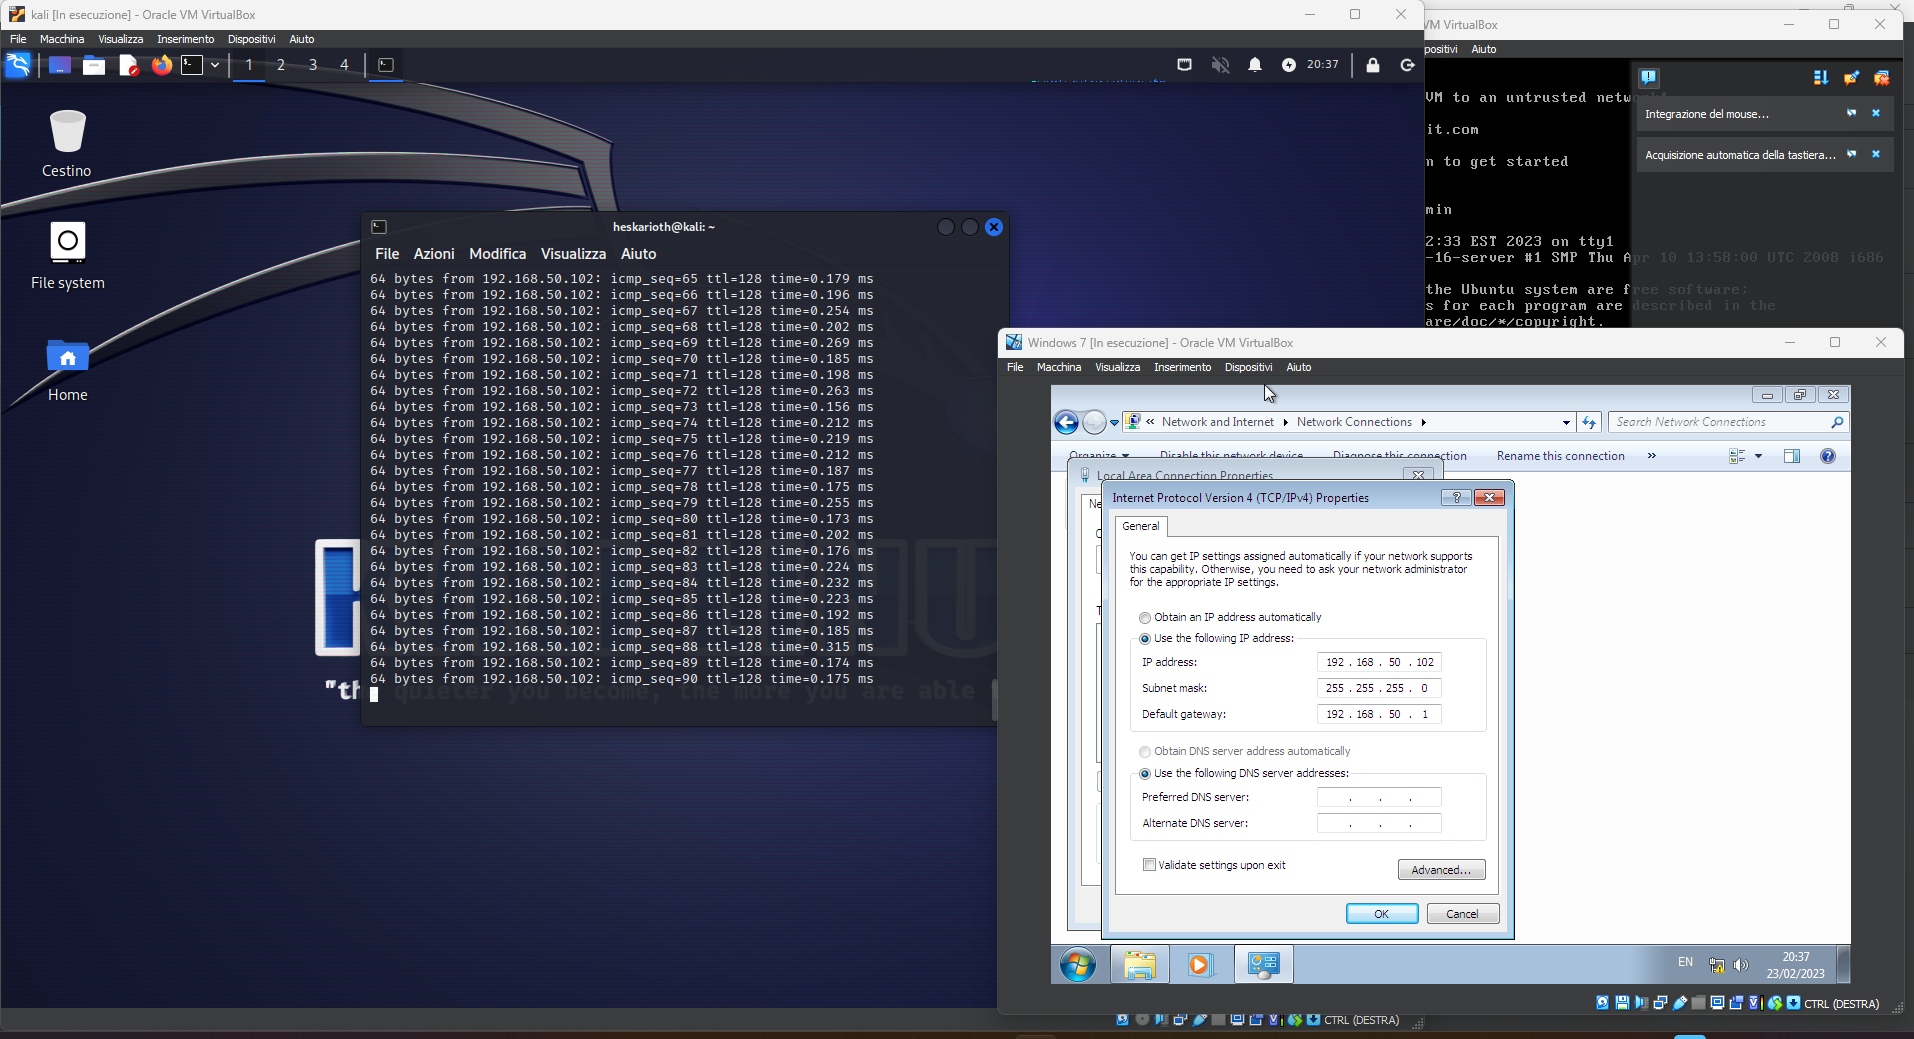 kali [In esecuzione] - Oracle VM VirtualBox
File Macchina Visualizza Inserimento Dispositivi Aiuto
1 2 3 4
20:37
Cestino
File system
Home
heskarioth@kali: ~
File Azioni Modifica Visualizza Aiuto
64 bytes from 192.168.50.102: icmp_seq=65 ttl=128 time=0.179 ms
64 bytes from 192.168.50.102: icmp_seq=66 ttl=128 time=0.196 ms
64 bytes from 192.168.50.102: icmp_seq=67 ttl=128 time=0.254 ms
64 bytes from 192.168.50.102: icmp_seq=68 ttl=128 time=0.202 ms
64 bytes from 192.168.50.102: icmp_seq=69 ttl=128 time=0.269 ms
64 bytes from 192.168.50.102: icmp_seq=70 ttl=128 time=0.185 ms
64 bytes from 192.168.50.102: icmp_seq=71 ttl=128 time=0.198 ms
64 bytes from 192.168.50.102: icmp_seq=72 ttl=128 time=0.263 ms
64 bytes from 192.168.50.102: icmp_seq=73 ttl=128 time=0.156 ms
64 bytes from 192.168.50.102: icmp_seq=74 ttl=128 time=0.212 ms
64 bytes from 192.168.50.102: icmp_seq=75 ttl=128 time=0.219 ms
64 bytes from 192.168.50.102: icmp_seq=76 ttl=128 time=0.212 ms
64 bytes from 192.168.50.102: icmp_seq=77 ttl=128 time=0.187 ms
64 bytes from 192.168.50.102: icmp_seq=78 ttl=128 time=0.175 ms
64 bytes from 192.168.50.102: icmp_seq=79 ttl=128 time=0.255 ms
64 bytes from 192.168.50.102: icmp_seq=80 ttl=128 time=0.173 ms
64 bytes from 192.168.50.102: icmp_seq=81 ttl=128 time=0.202 ms
64 bytes from 192.168.50.102: icmp_seq=82 ttl=128 time=0.176 ms
64 bytes from 192.168.50.102: icmp_seq=83 ttl=128 time=0.224 ms
64 bytes from 192.168.50.102: icmp_seq=84 ttl=128 time=0.232 ms
64 bytes from 192.168.50.102: icmp_seq=85 ttl=128 time=0.223 ms
64 bytes from 192.168.50.102: icmp_seq=86 ttl=128 time=0.192 ms
64 bytes from 192.168.50.102: icmp_seq=87 ttl=128 time=0.185 ms
64 bytes from 192.168.50.102: icmp_seq=88 ttl=128 time=0.315 ms
64 bytes from 192.168.50.102: icmp_seq=89 ttl=128 time=0.174 ms
64 bytes from 192.168.50.102: icmp_seq=90 ttl=128 time=0.175 ms
"th quieter you become, the more you are able
CTRL (DESTRA)
VM VirtualBox
positivi Aiuto
VM to an untrusted netw
it.com
n to get started
min
2:33 EST 2023 on tty1
-16-server #1 SMP Thu Apr 10 13:58:00 UTC 2008 i686
the Ubuntu system are free software;
s for each program are described in the
are/doc/*/copyright.
Integrazione del mouse...
Acquisizione automatica della tastiera...
Windows 7 [In esecuzione] - Oracle VM VirtualBox
File Macchina Visualizza Inserimento Dispositivi Aiuto
« Network and Internet Network Connections
Search Network Connections
Organize Disable this network device Diagnose this connection Rename this connection »
Local Area Connection Properties
Ne
Internet Protocol Version 4 (TCP/IPv4) Properties
General
You can get IP settings assigned automatically if your network supports
this capability. Otherwise, you need to ask your network administrator
for the appropriate IP settings.
Obtain an IP address automatically
Use the following IP address:
IP address: 192 . 168 . 50 . 102
Subnet mask: 255 . 255 . 255 . 0
Default gateway: 192 . 168 . 50 . 1
Obtain DNS server address automatically
Use the following DNS server addresses:
Preferred DNS server: . . .
Alternate DNS server: . . .
Validate settings upon exit
Advanced...
OK Cancel
EN
20:37
23/02/2023
CTRL (DESTRA)